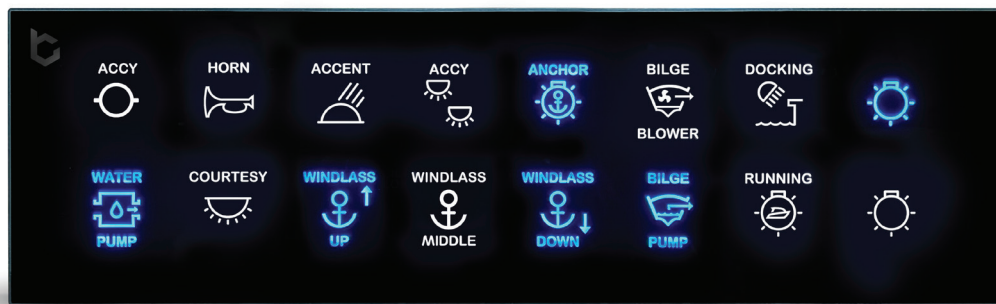 ACCY
HORN
ACCENT
ACCY
ANCHOR
BILGE
BLOWER
DOCKING
WATER
PUMP
COURTESY
WINDLASS
UP
WINDLASS
MIDDLE
WINDLASS
DOWN
BILGE
PUMP
RUNNING